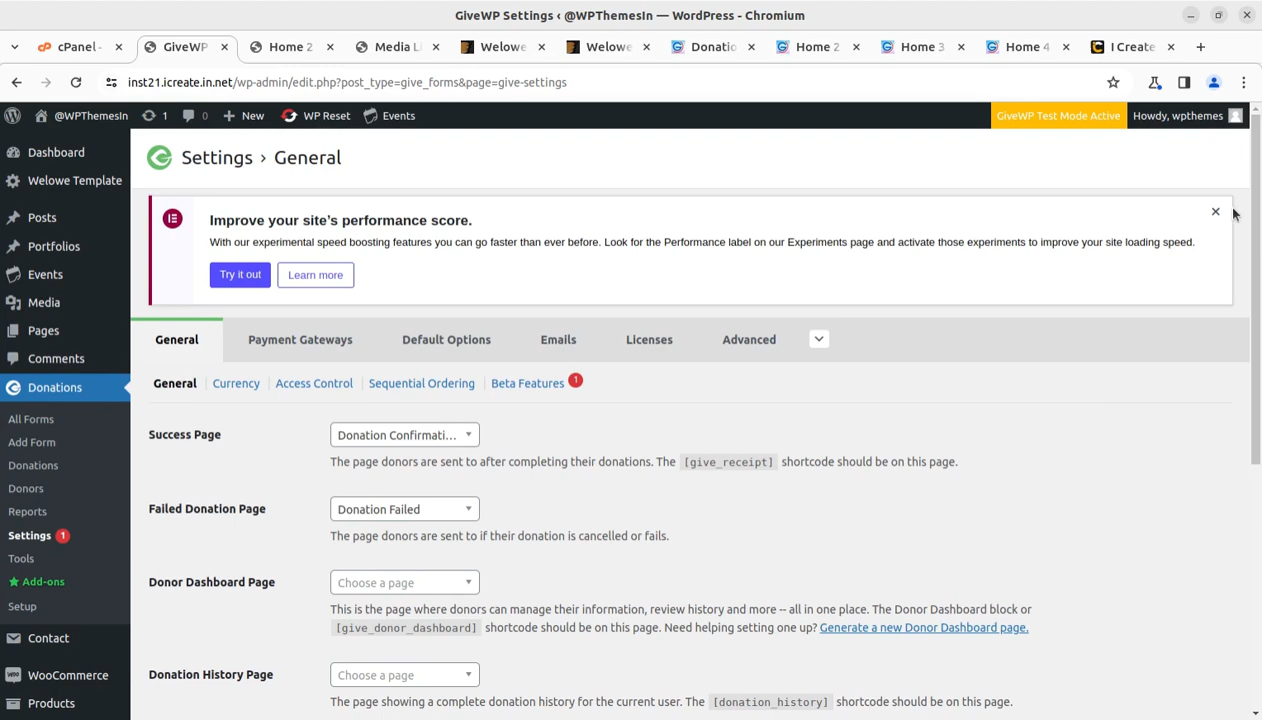 GiveWP Settings ‹ @WPThemesIn — WordPress - Chromium
cPanel -
GiveWP
Home 2
Media Li
Welowe
Welowe
Donatio
Home 2
Home 3
Home 4
I Create
inst21.icreate.in.net/wp-admin/edit.php?post_type=give_forms&page=give-settings
@WPThemesIn
1
0
New
WP Reset
Events
GiveWP Test Mode Active
Howdy, wpthemes
Dashboard
Welowe Template
Posts
Portfolios
Events
Media
Pages
Comments
Donations
All Forms
Add Form
Donations
Donors
Reports
Settings 1
Tools
Add-ons
Setup
Contact
WooCommerce
Products
Settings › General
Improve your site's performance score.
With our experimental speed boosting features you can go faster than ever before. Look for the Performance label on our Experiments page and activate those experiments to improve your site loading speed.
Try it out
Learn more
General
Payment Gateways
Default Options
Emails
Licenses
Advanced
General
Currency
Access Control
Sequential Ordering
Beta Features 1
Success Page
Donation Confirmati...
The page donors are sent to after completing their donations. The [give_receipt] shortcode should be on this page.
Failed Donation Page
Donation Failed
The page donors are sent to if their donation is cancelled or fails.
Donor Dashboard Page
Choose a page
This is the page where donors can manage their information, review history and more -- all in one place. The Donor Dashboard block or
[give_donor_dashboard] shortcode should be on this page. Need helping setting one up? Generate a new Donor Dashboard page.
Donation History Page
Choose a page
The page showing a complete donation history for the current user. The [donation_history] shortcode should be on this page.